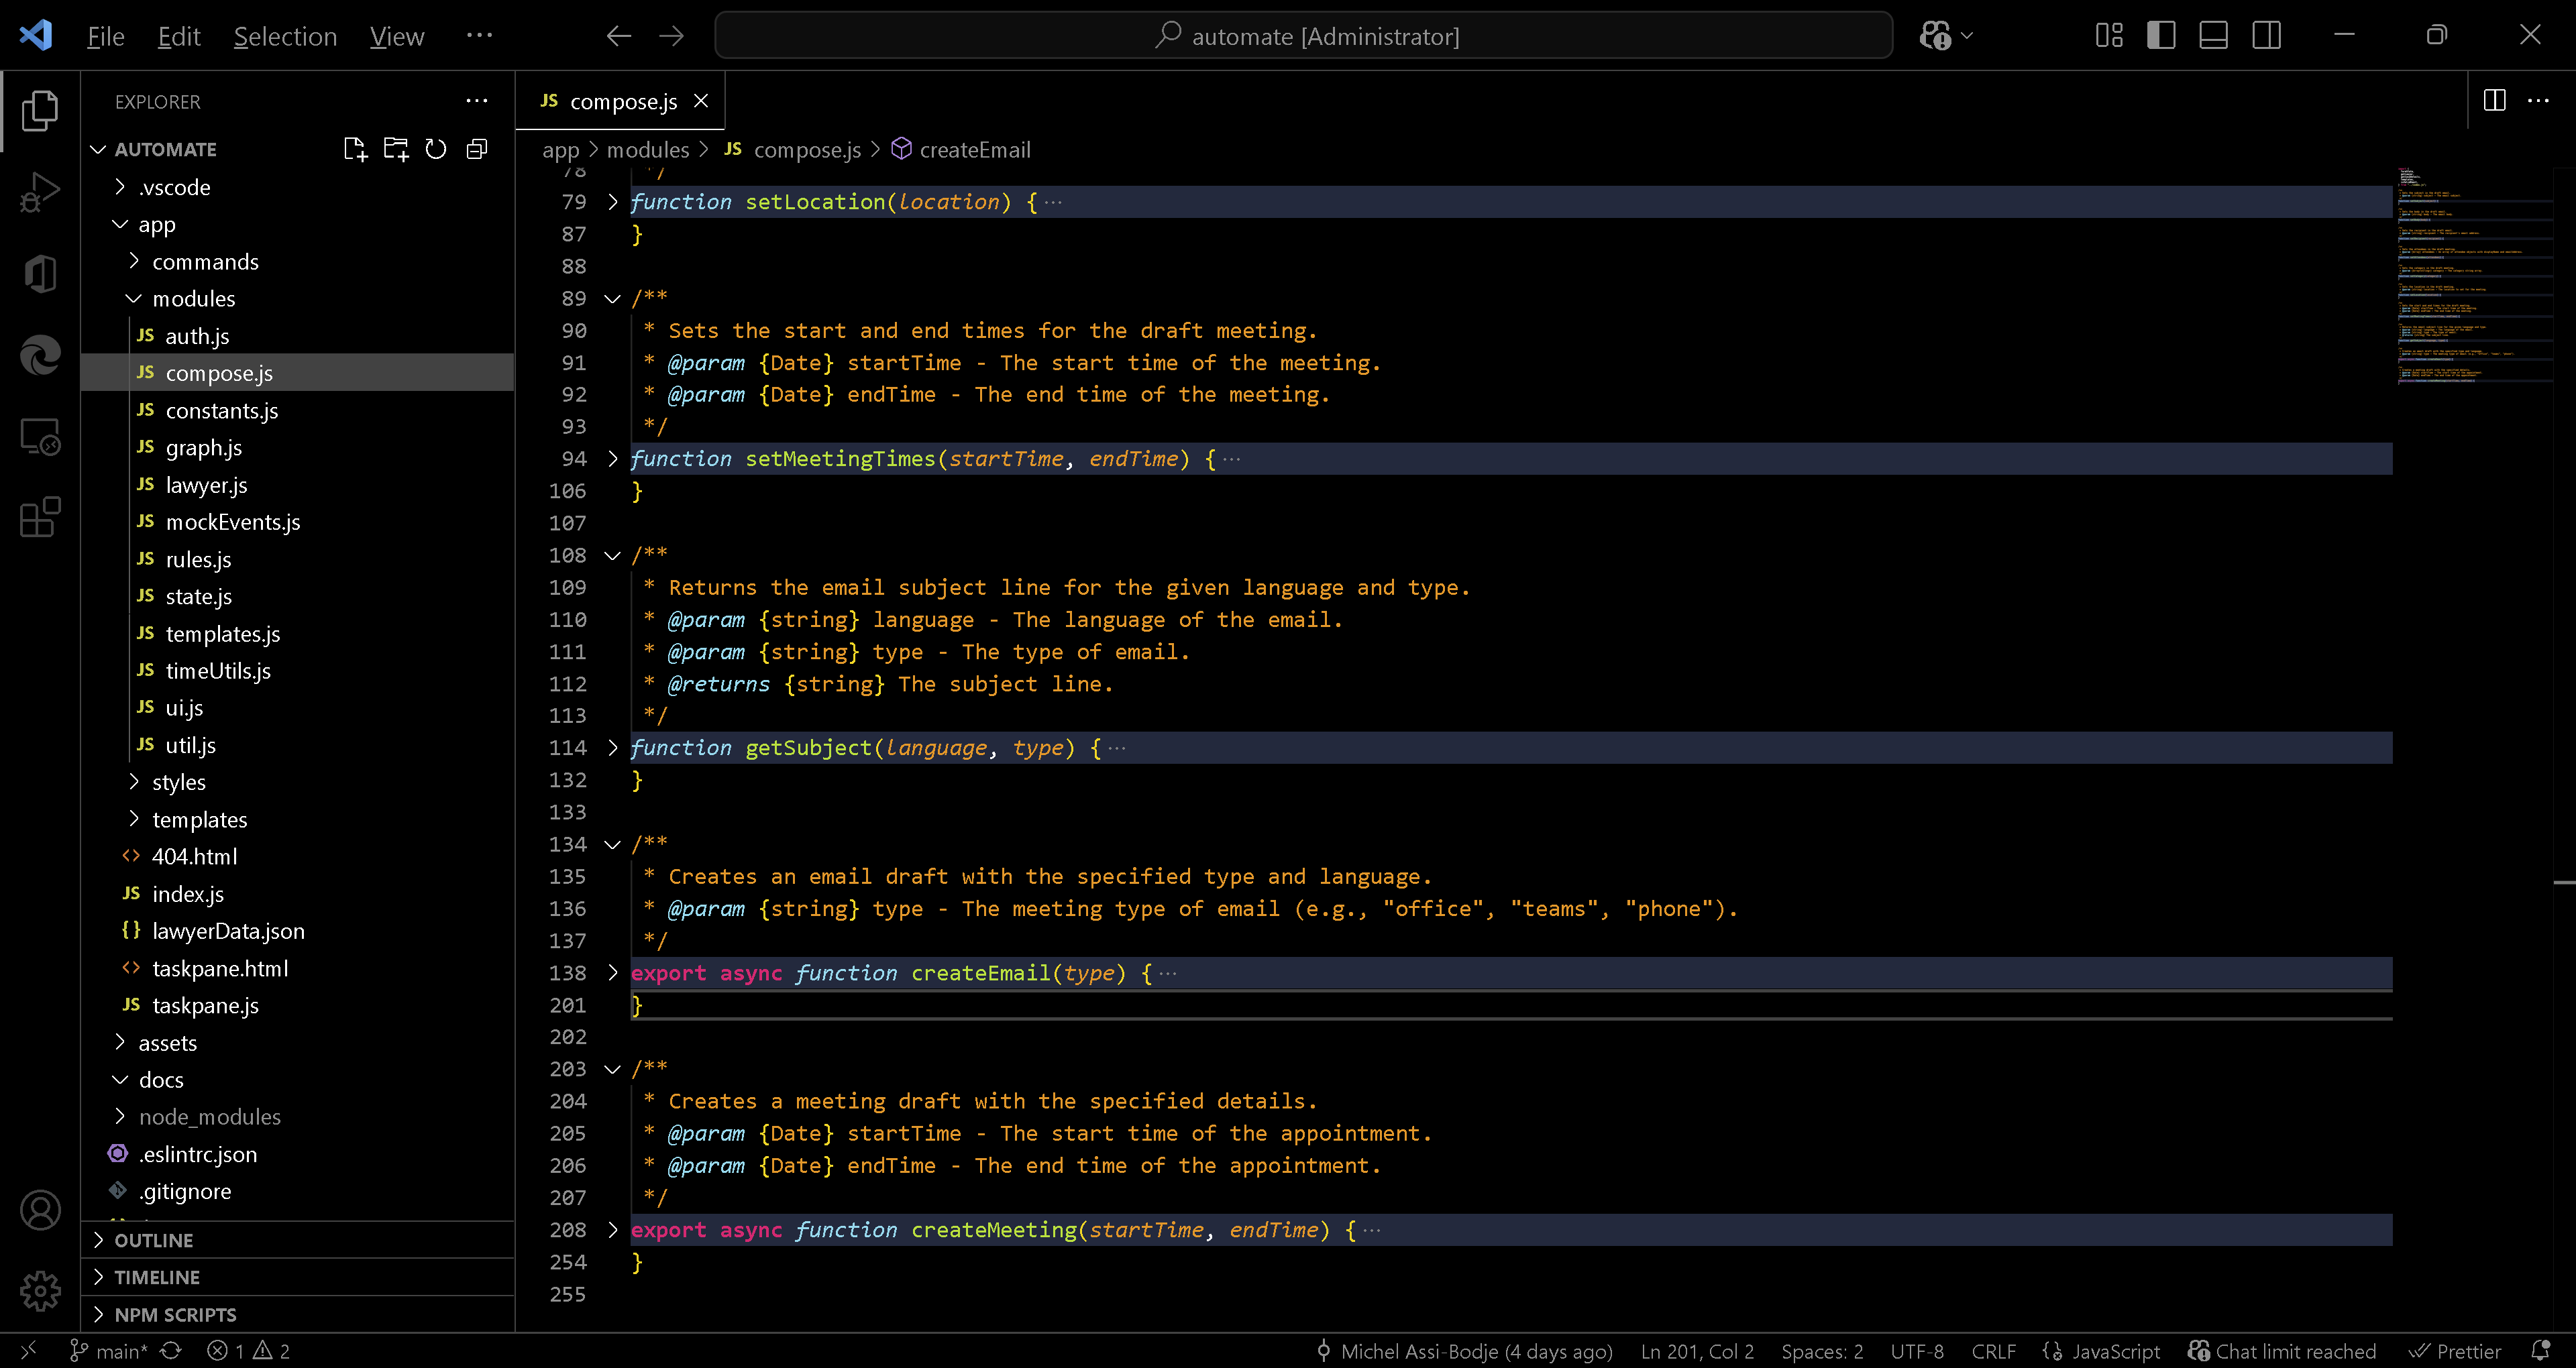 File Edit Selection View ··· automate [Administrator]
EXPLORER ···
AUTOMATE
.vscode
app
commands
modules
JS auth.js
JS compose.js
JS constants.js
JS graph.js
JS lawyer.js
JS mockEvents.js
JS rules.js
JS state.js
JS templates.js
JS timeUtils.js
JS ui.js
JS util.js
styles
templates
<> 404.html
JS index.js
{} lawyerData.json
<> taskpane.html
JS taskpane.js
assets
docs
node_modules
.eslintrc.json
.gitignore
OUTLINE
TIMELINE
NPM SCRIPTS
JS compose.js
app > modules > JS compose.js > createEmail
78 */
79 function setLocation(location) { ···
87 }
88
89 /**
90 * Sets the start and end times for the draft meeting.
91 * @param {Date} startTime - The start time of the meeting.
92 * @param {Date} endTime - The end time of the meeting.
93 */
94 function setMeetingTimes(startTime, endTime) { ···
106 }
107
108 /**
109 * Returns the email subject line for the given language and type.
110 * @param {string} language - The language of the email.
111 * @param {string} type - The type of email.
112 * @returns {string} The subject line.
113 */
114 function getSubject(language, type) { ···
132 }
133
134 /**
135 * Creates an email draft with the specified type and language.
136 * @param {string} type - The meeting type of email (e.g., "office", "teams", "phone").
137 */
138 export async function createEmail(type) { ···
201 }
202
203 /**
204 * Creates a meeting draft with the specified details.
205 * @param {Date} startTime - The start time of the appointment.
206 * @param {Date} endTime - The end time of the appointment.
207 */
208 export async function createMeeting(startTime, endTime) { ···
254 }
255
main* 1 2 Michel Assi-Bodje (4 days ago) Ln 201, Col 2 Spaces: 2 UTF-8 CRLF JavaScript Chat limit reached Prettier